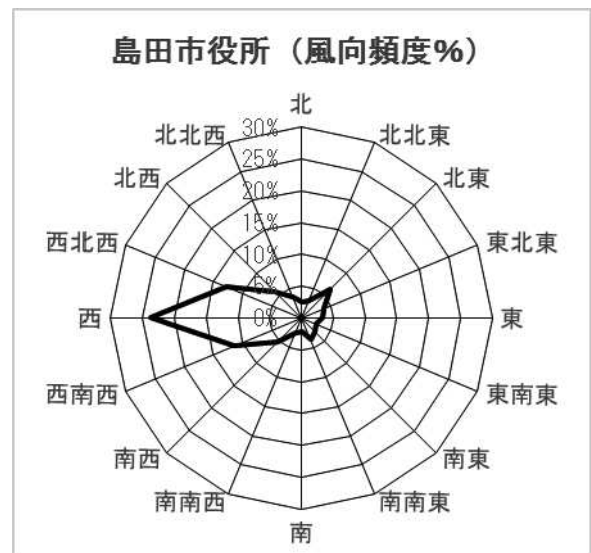 島田市役所（風向頻度%）
北
北北西
30%
北北東
25%
北西
20%
北東
15%
西北西
10%
東北東
5%
西
0%
東
西南西
東南東
南西
南東
南南西
南南東
南